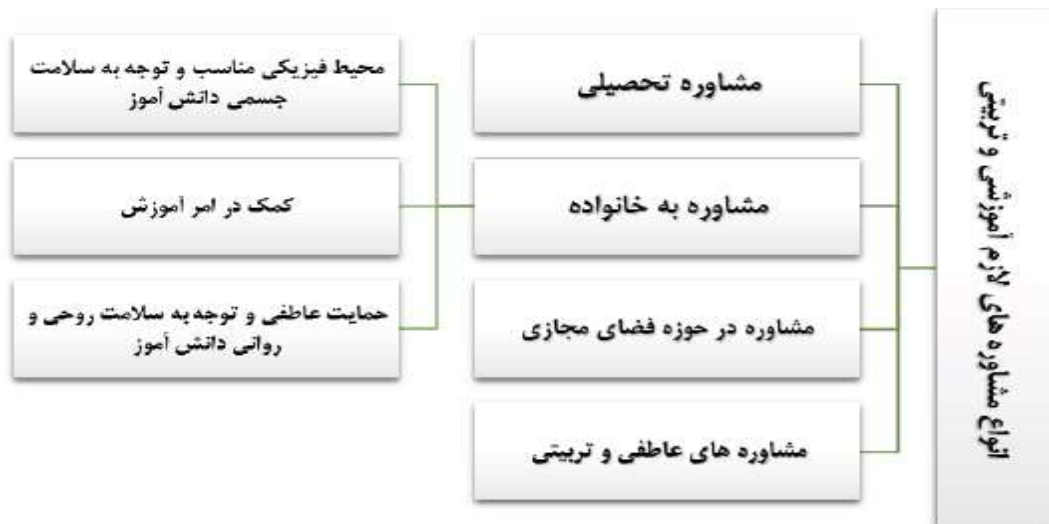 انواع مشاوره های لازم آموزشی و تربیتی
مشاوره تحصیلی
مشاوره به خانواده
مشاوره در حوزه فضای مجازی
مشاوره های عاطفی و تربیتی
محیط فیزیکی مناسب و توجه به سلامت
جسمی دانش آموز
کمک در امر آموزش
حمایت عاطفی و توجه به سلامت روحی و
روانی دانش آموز